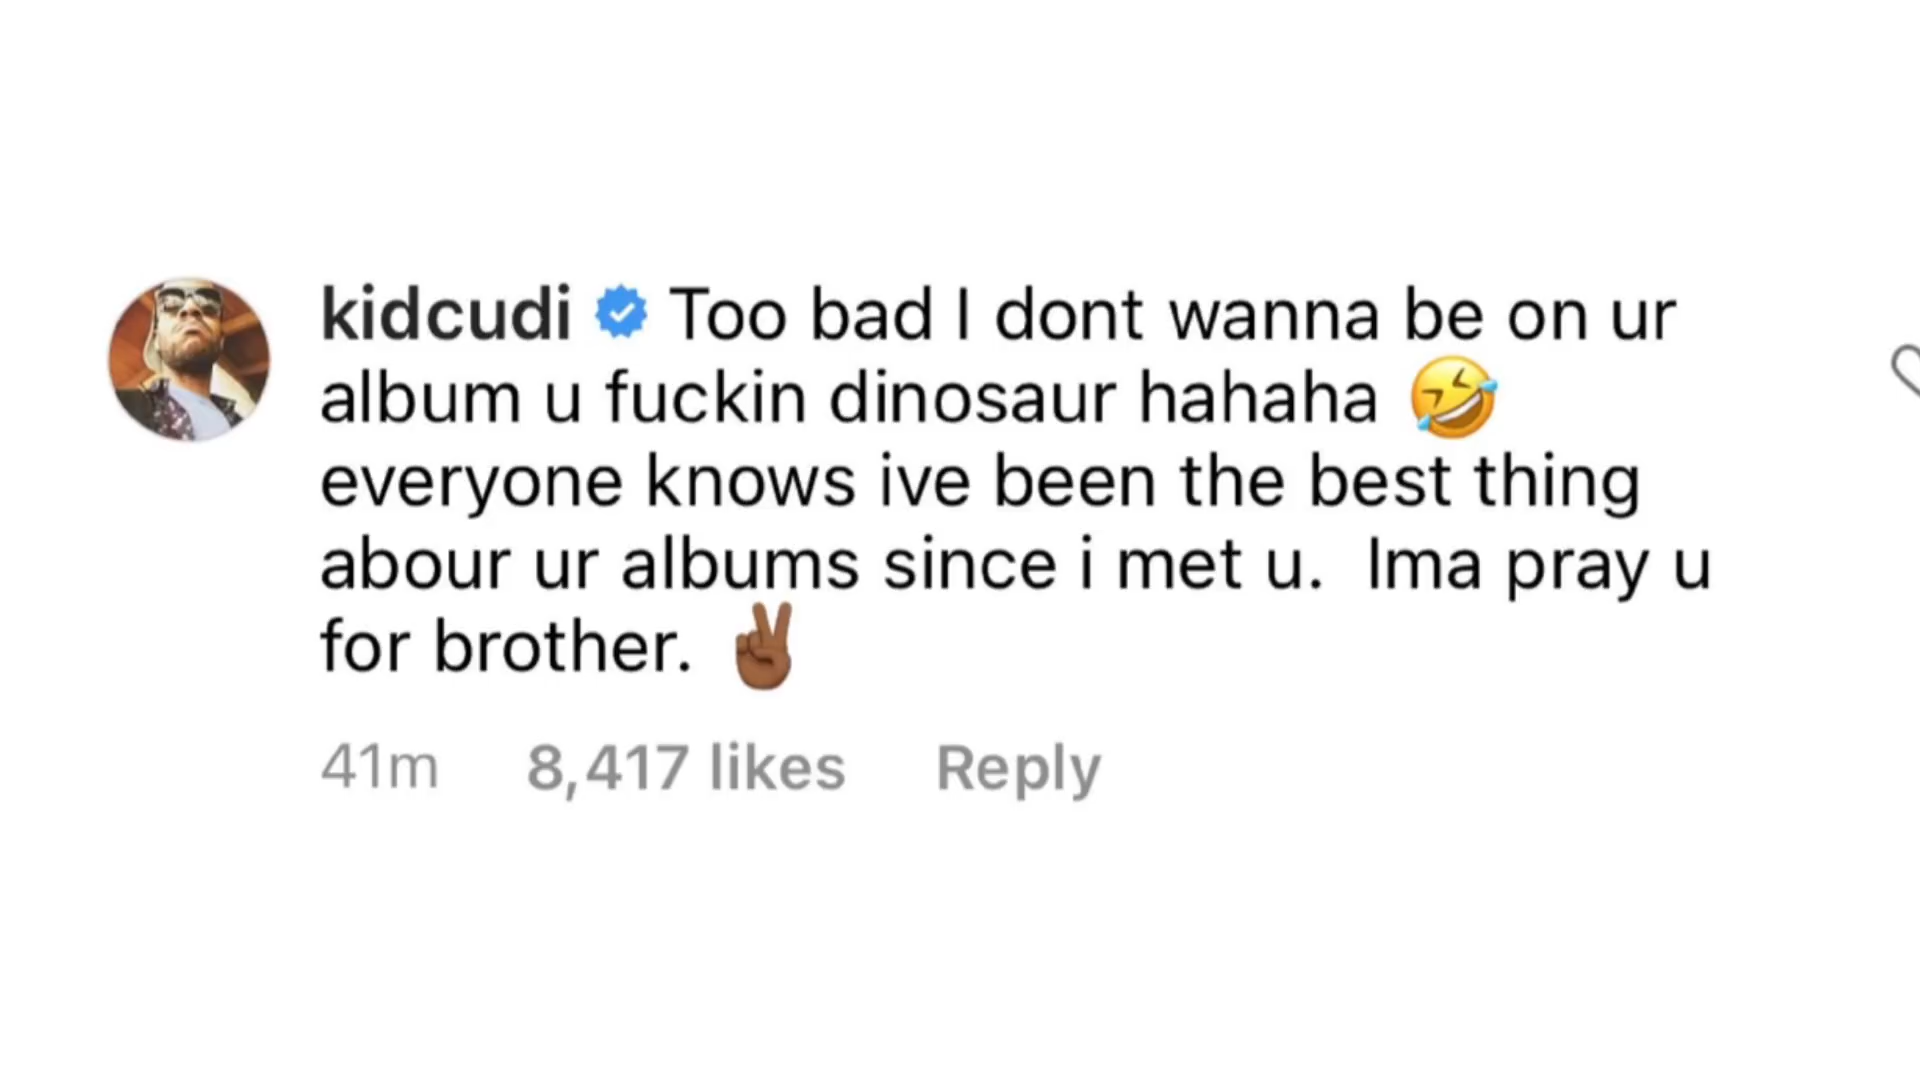 kidcudi Too bad I dont wanna be on ur
album u fuckin dinosaur hahaha 🤣
everyone knows ive been the best thing
abour ur albums since i met u.  Ima pray u
for brother. ✌🏾
41m 8,417 likes Reply